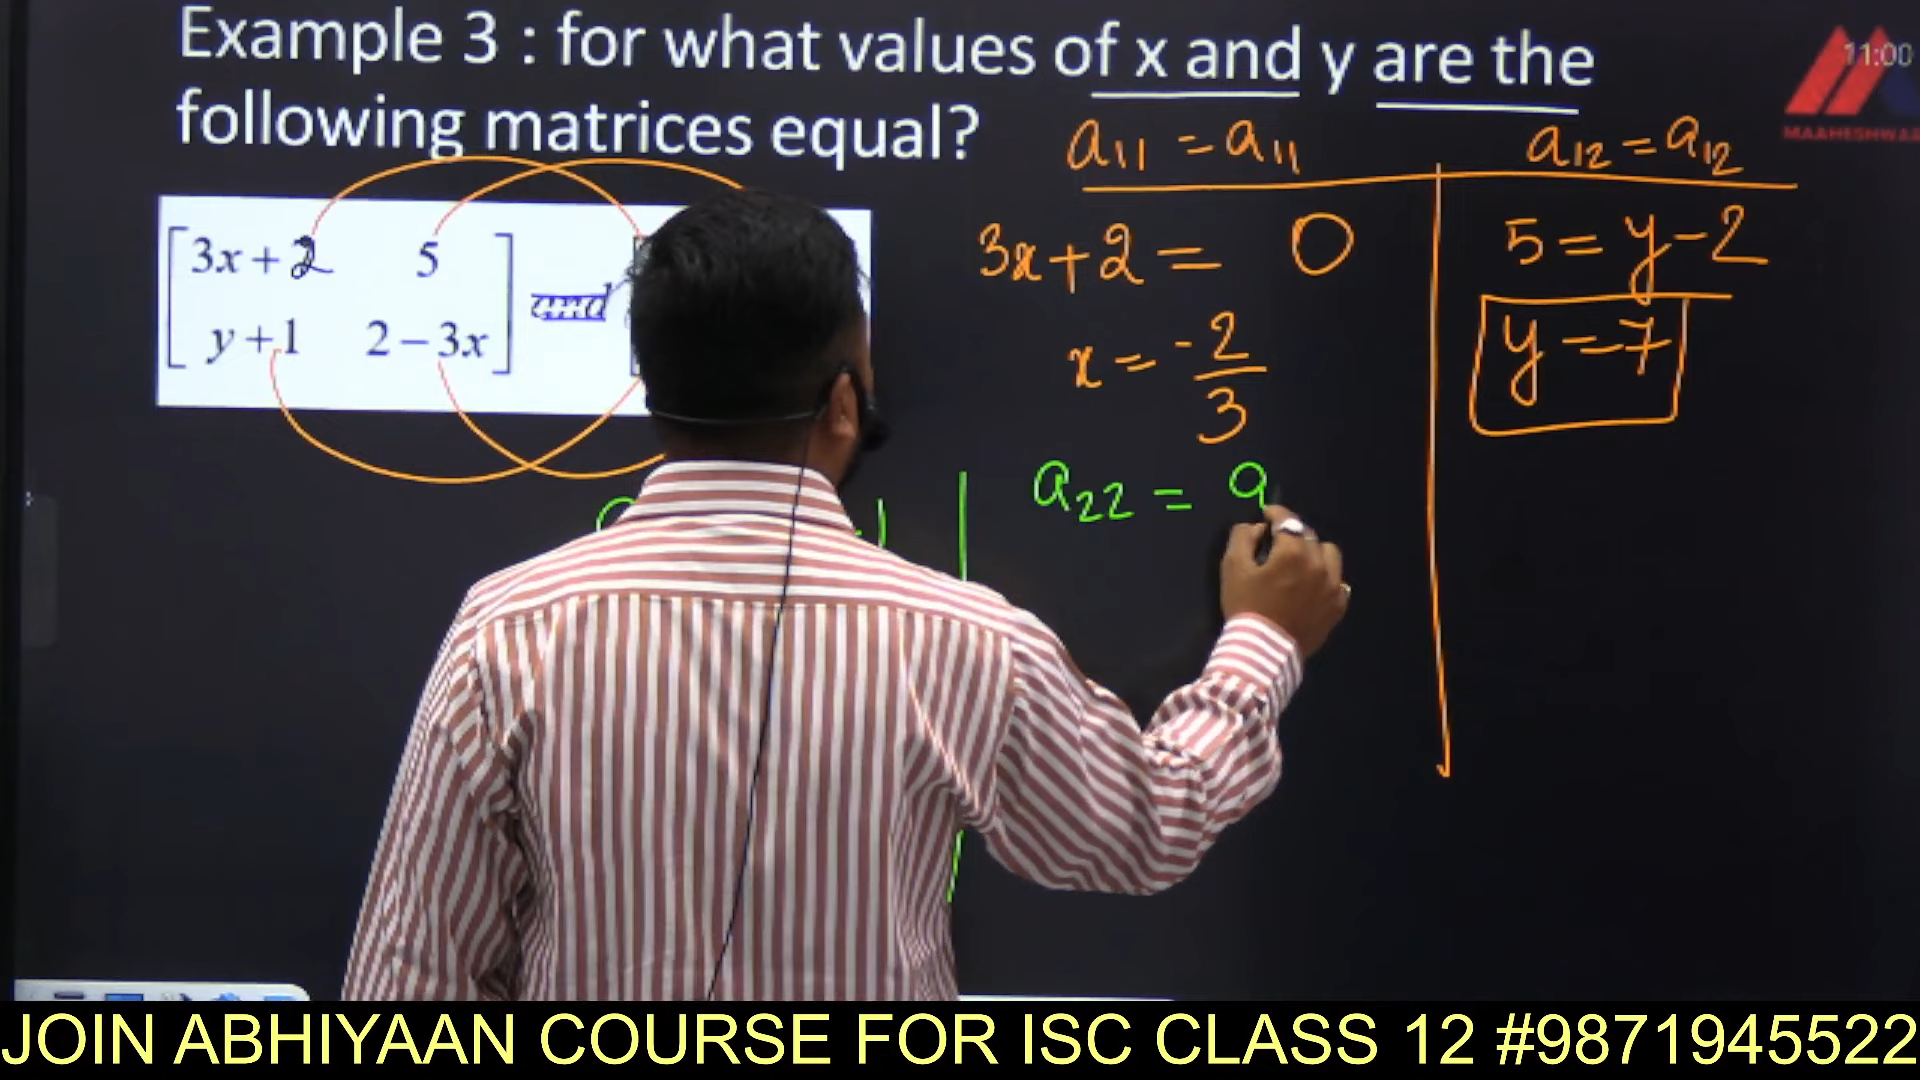 Example 3 : for what values of x and y are the
following matrices equal?
11:00
MAAHESHWA
a₁₁ = a₁₁
a₁₂ = a₁₂
3x + 2 5
y + 1 2 – 3x
and
3x + 2 = 0
x = -2/3
5 = y - 2
y = 7
a₂₂ = a
JOIN ABHIYAAN COURSE FOR ISC CLASS 12 #9871945522